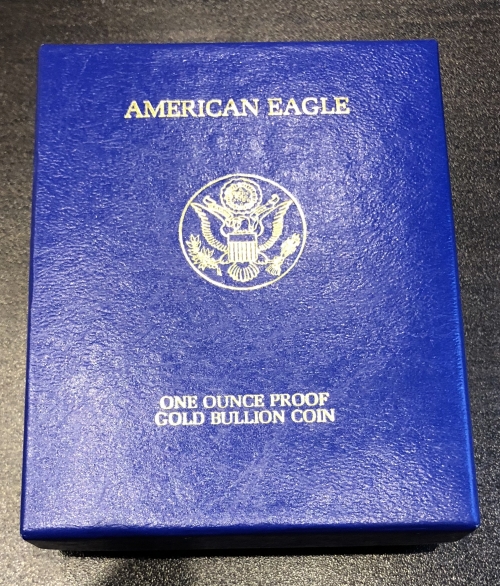 AMERICAN EAGLE
ONE OUNCE PROOF
GOLD BULLION COIN